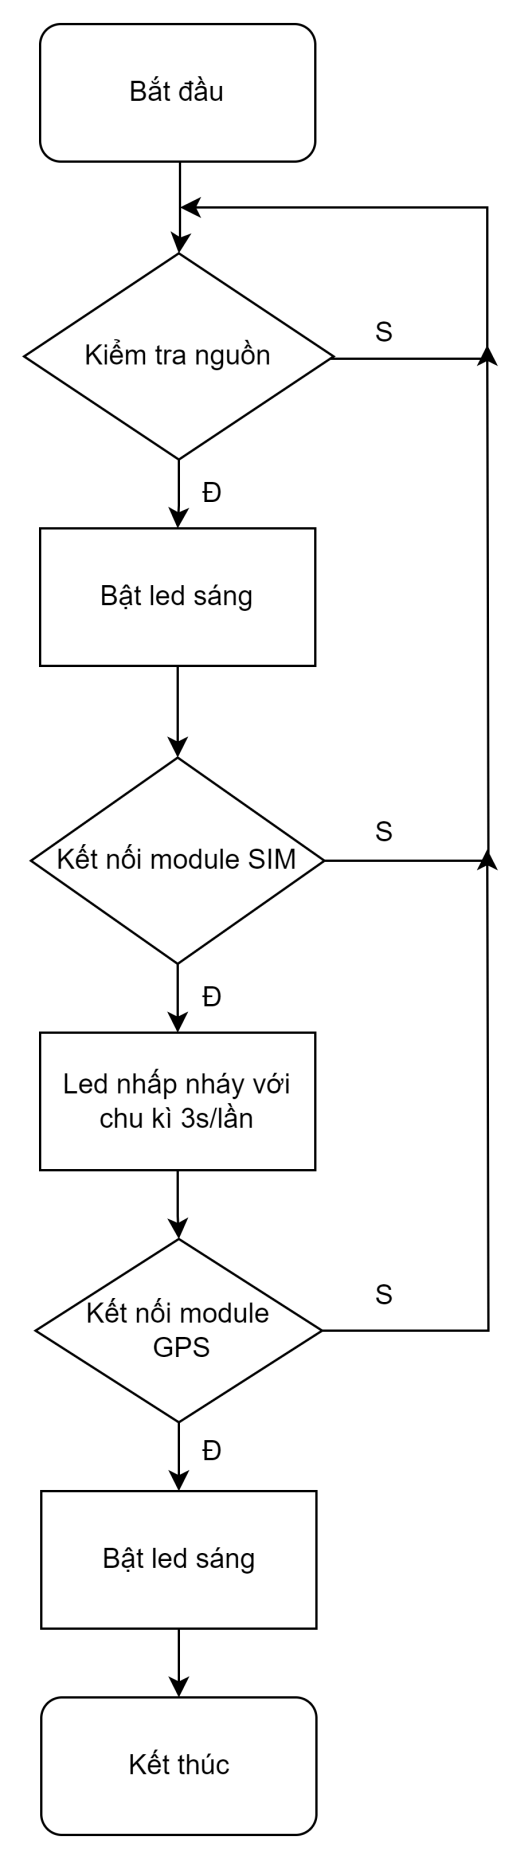 Bắt đầu
Kiểm tra nguồn
S
Đ
Bật led sáng
Kết nối module SIM
S
Đ
Led nhấp nháy với
chu kì 3s/lần
Kết nối module
GPS
S
Đ
Bật led sáng
Kết thúc